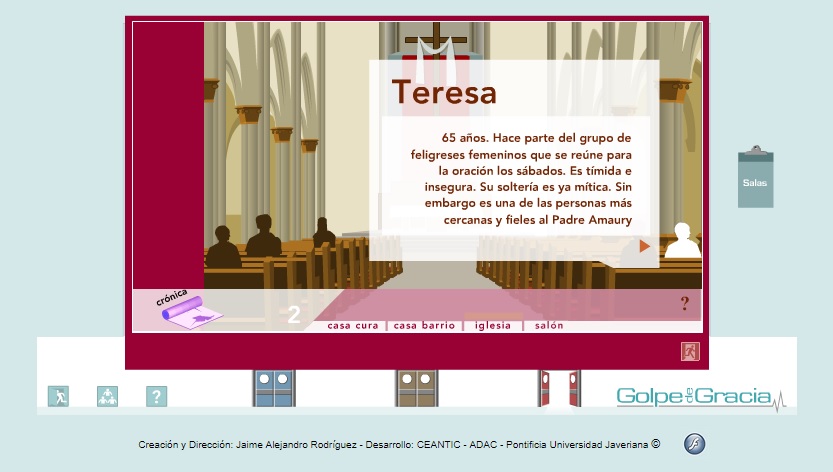 Teresa
65 años. Hace parte del grupo de
feligreses femeninos que se reúne para
la oración los sábados. Es tímida e
insegura. Su soltería es ya mítica. Sin
embargo es una de las personas más
cercanas y fieles al Padre Amaury
Salas
crónica
2
?
casa cura | casa barrio | iglesia | salón
?
Golpe de Gracia
Creación y Dirección: Jaime Alejandro Rodríguez - Desarrollo: CEANTIC - ADAC - Pontificia Universidad Javeriana ©